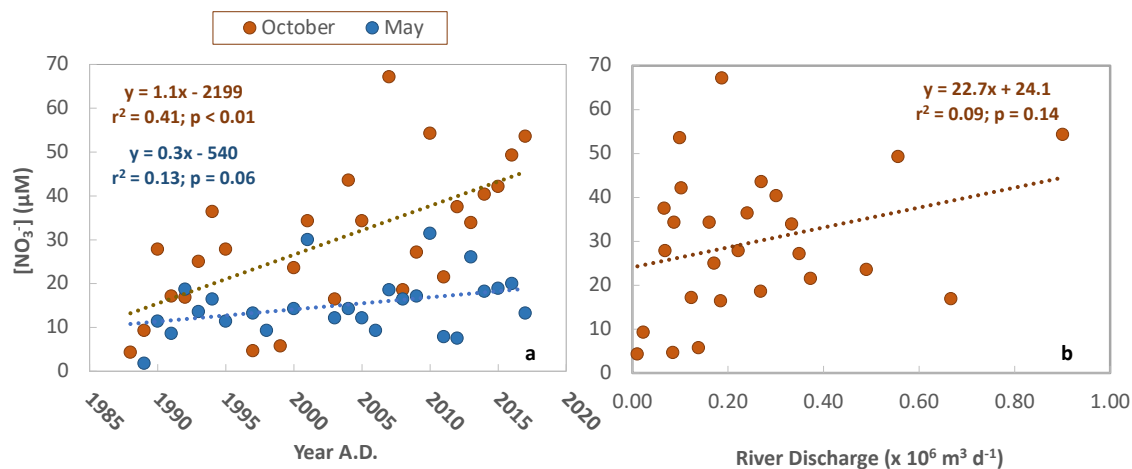 October May
[NO₃⁻] (µM)
70
60
50
40
30
20
10
0
y = 1.1x - 2199
r² = 0.41; p < 0.01
y = 0.3x - 540
r² = 0.13; p = 0.06
a
1985 1990 1995 2000 2005 2010 2015 2020
Year A.D.
70
60
50
40
30
20
10
0
y = 22.7x + 24.1
r² = 0.09; p = 0.14
b
0.00 0.20 0.40 0.60 0.80 1.00
River Discharge (x 10⁶ m³ d⁻¹)